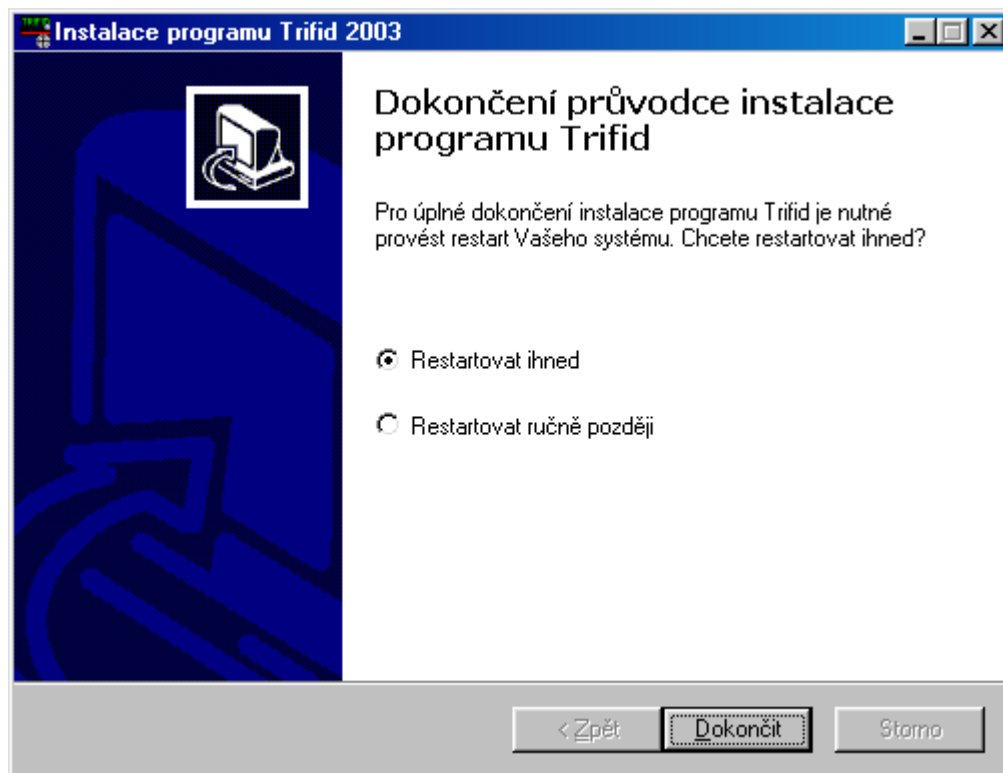 Instalace programu Trifid 2003
Dokončení průvodce instalace
programu Trifid
Pro úplné dokončení instalace programu Trifid je nutné
provést restart Vašeho systému. Chcete restartovat ihned?
Restartovat ihned
Restartovat ručně později
< Zpět Dokončit Storno